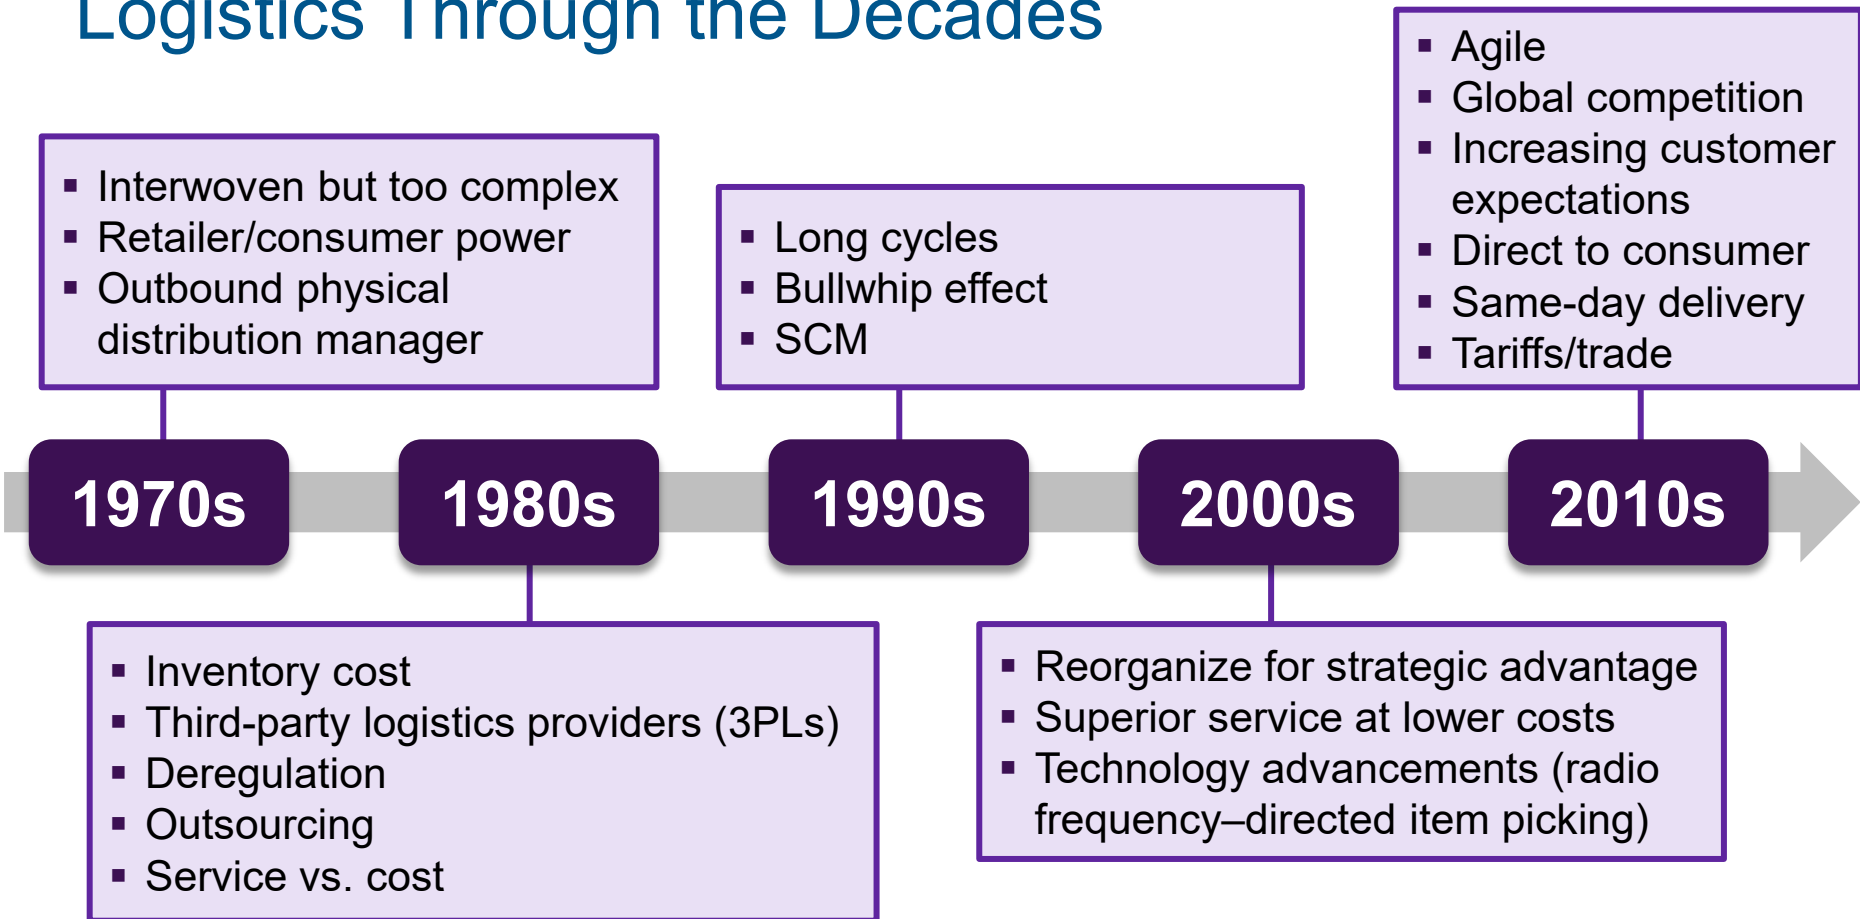 Logistics Through the Decades
▪ Interwoven but too complex
▪ Retailer/consumer power
▪ Outbound physical
distribution manager
▪ Long cycles
▪ Bullwhip effect
▪ SCM
▪ Agile
▪ Global competition
▪ Increasing customer
expectations
▪ Direct to consumer
▪ Same-day delivery
▪ Tariffs/trade
1970s
1980s
1990s
2000s
2010s
▪ Inventory cost
▪ Third-party logistics providers (3PLs)
▪ Deregulation
▪ Outsourcing
▪ Service vs. cost
▪ Reorganize for strategic advantage
▪ Superior service at lower costs
▪ Technology advancements (radio
frequency–directed item picking)